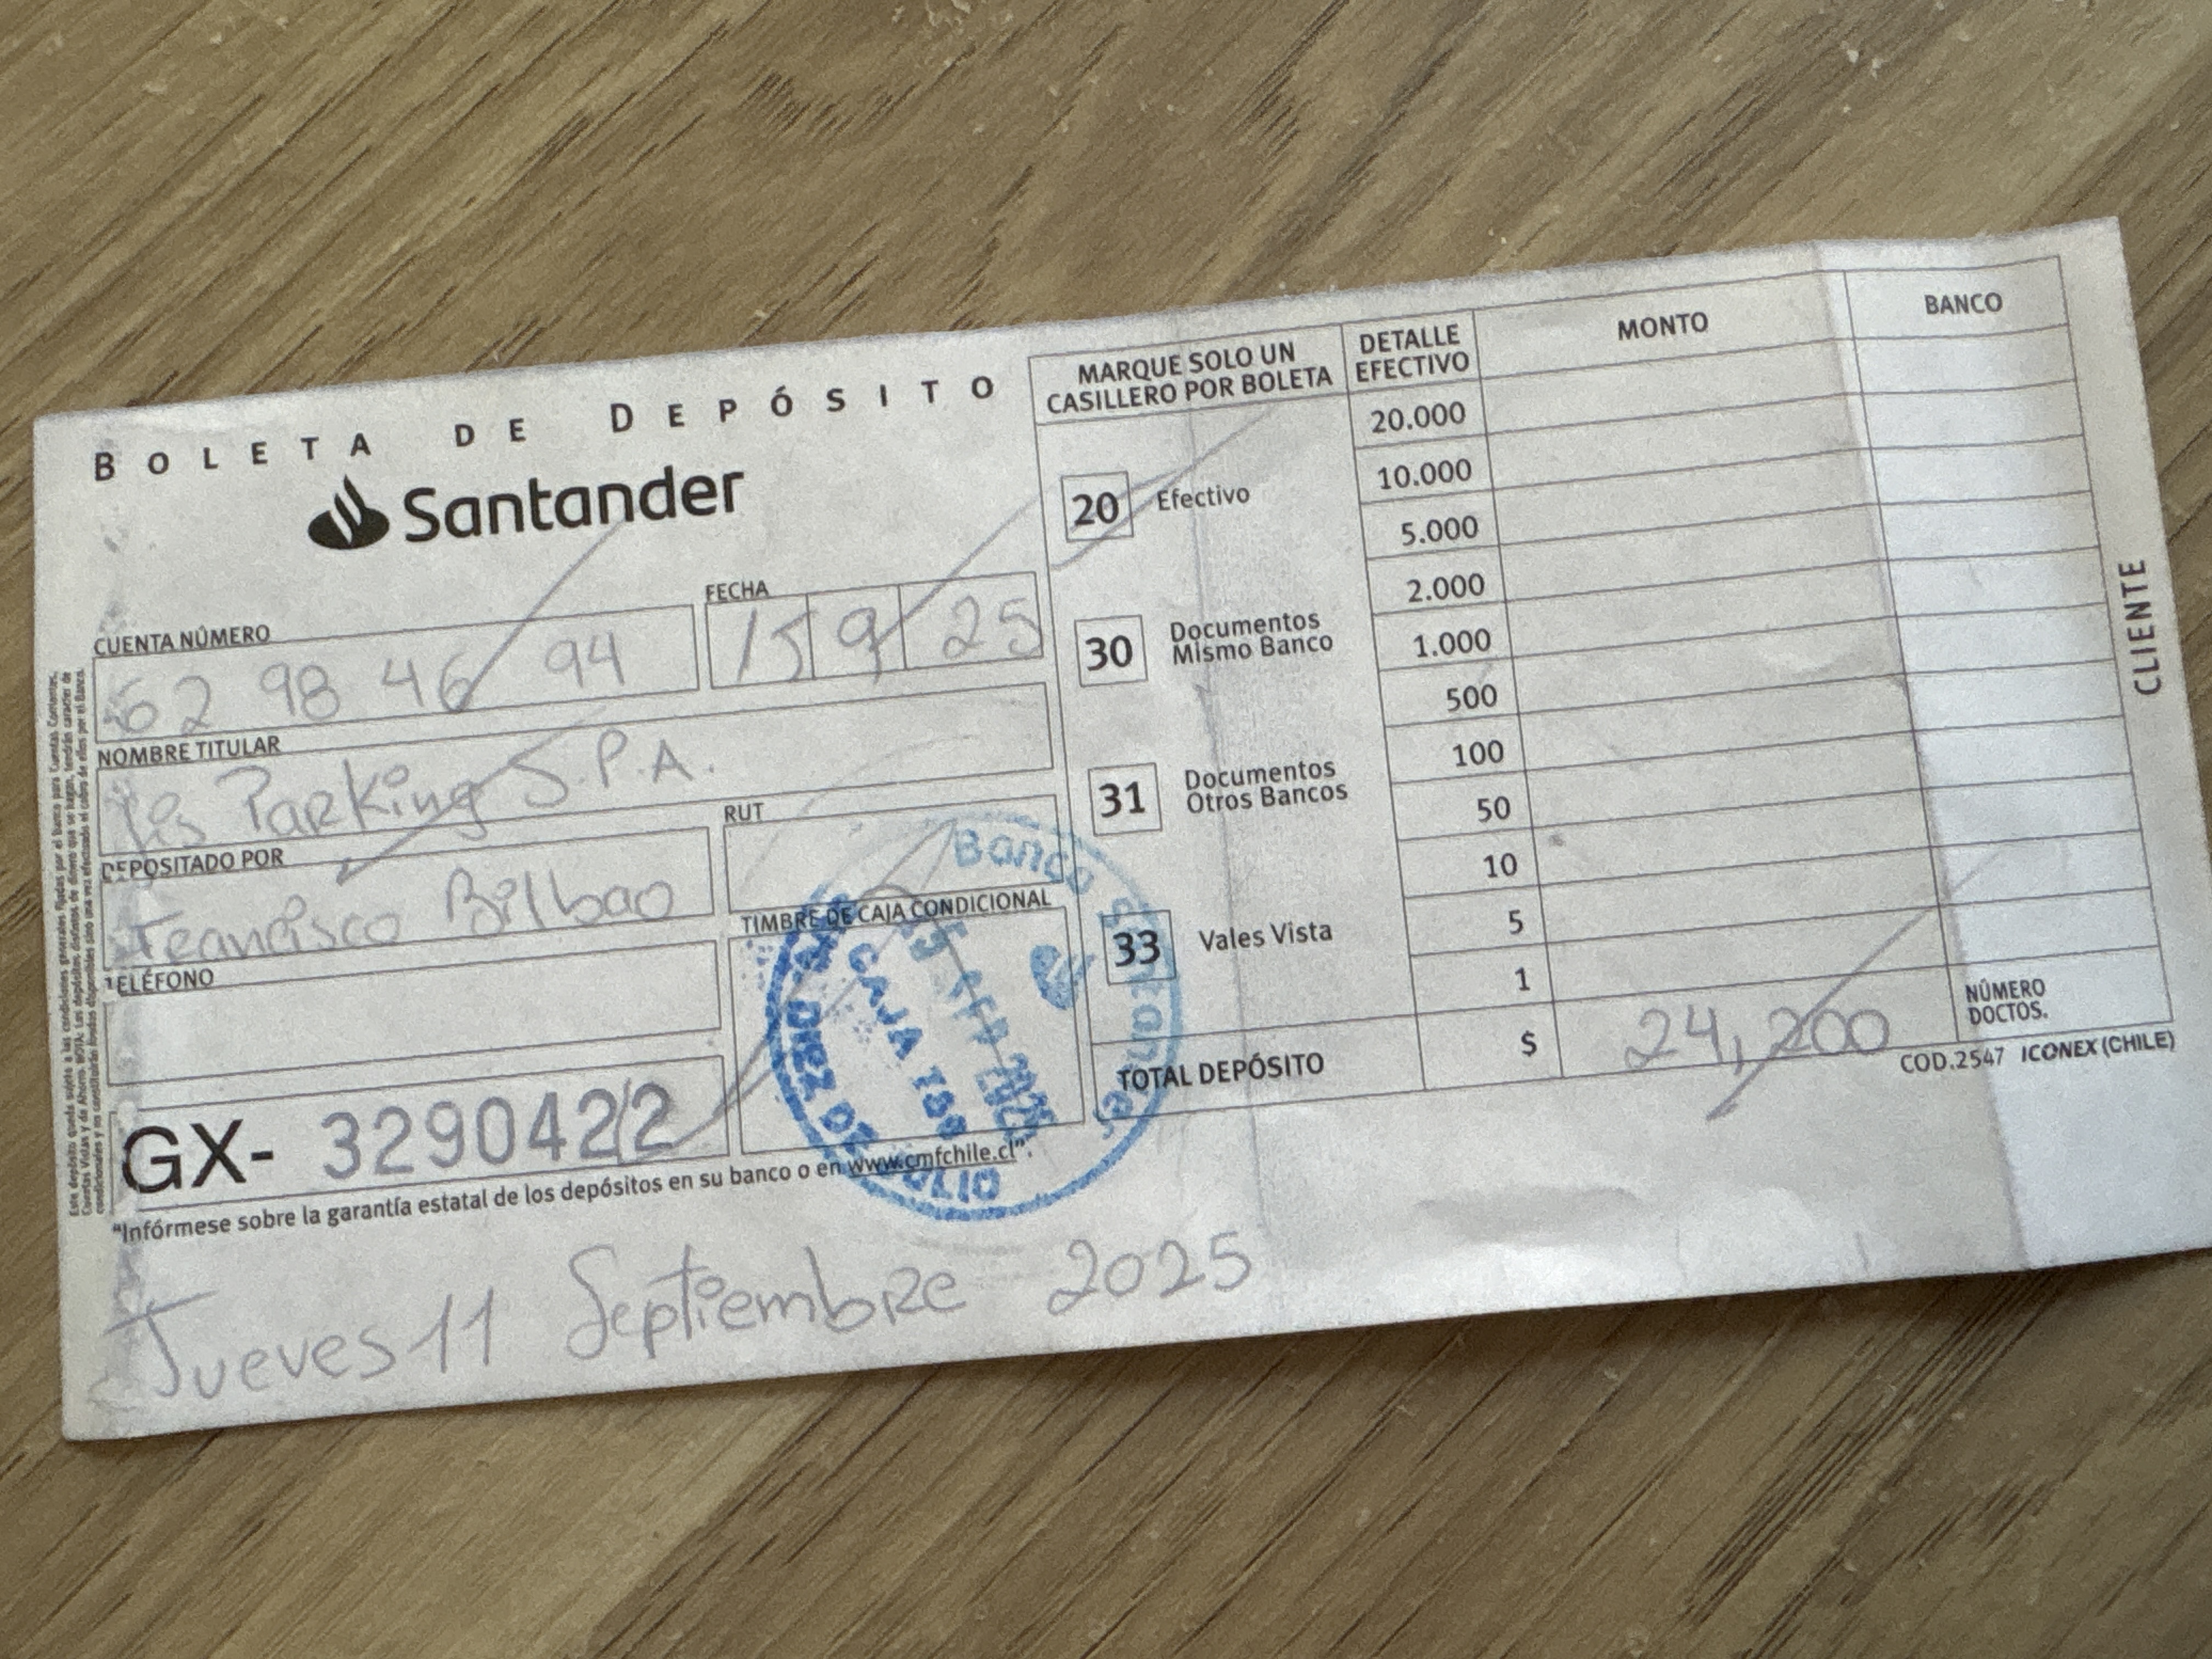 BOLETA DE DEPÓSITO
Santander
CUENTA NÚMERO
62 98 46 94
FECHA
15 9 25
NOMBRE TITULAR
Parking S.P.A.
DEPOSITADO POR
Francisco Bilbao
RUT
TELÉFONO
TIMBRE DE CAJA CONDICIONAL
GX- 3290422
"Infórmese sobre la garantía estatal de los depósitos en su banco o en www.cmfchile.cl".
Jueves 11 Septiembre 2025
MARQUE SOLO UN CASILLERO POR BOLETA
20 Efectivo
30 Documentos Mismo Banco
31 Documentos Otros Bancos
33 Vales Vista
DETALLE EFECTIVO
MONTO
BANCO
20.000
10.000
5.000
2.000
1.000
500
100
50
10
5
1
TOTAL DEPÓSITO $ 24,200
NÚMERO DOCTOS.
COD.2547 ICONEX (CHILE)
CLIENTE
Banco Santander
CAJA
DIEZ DE